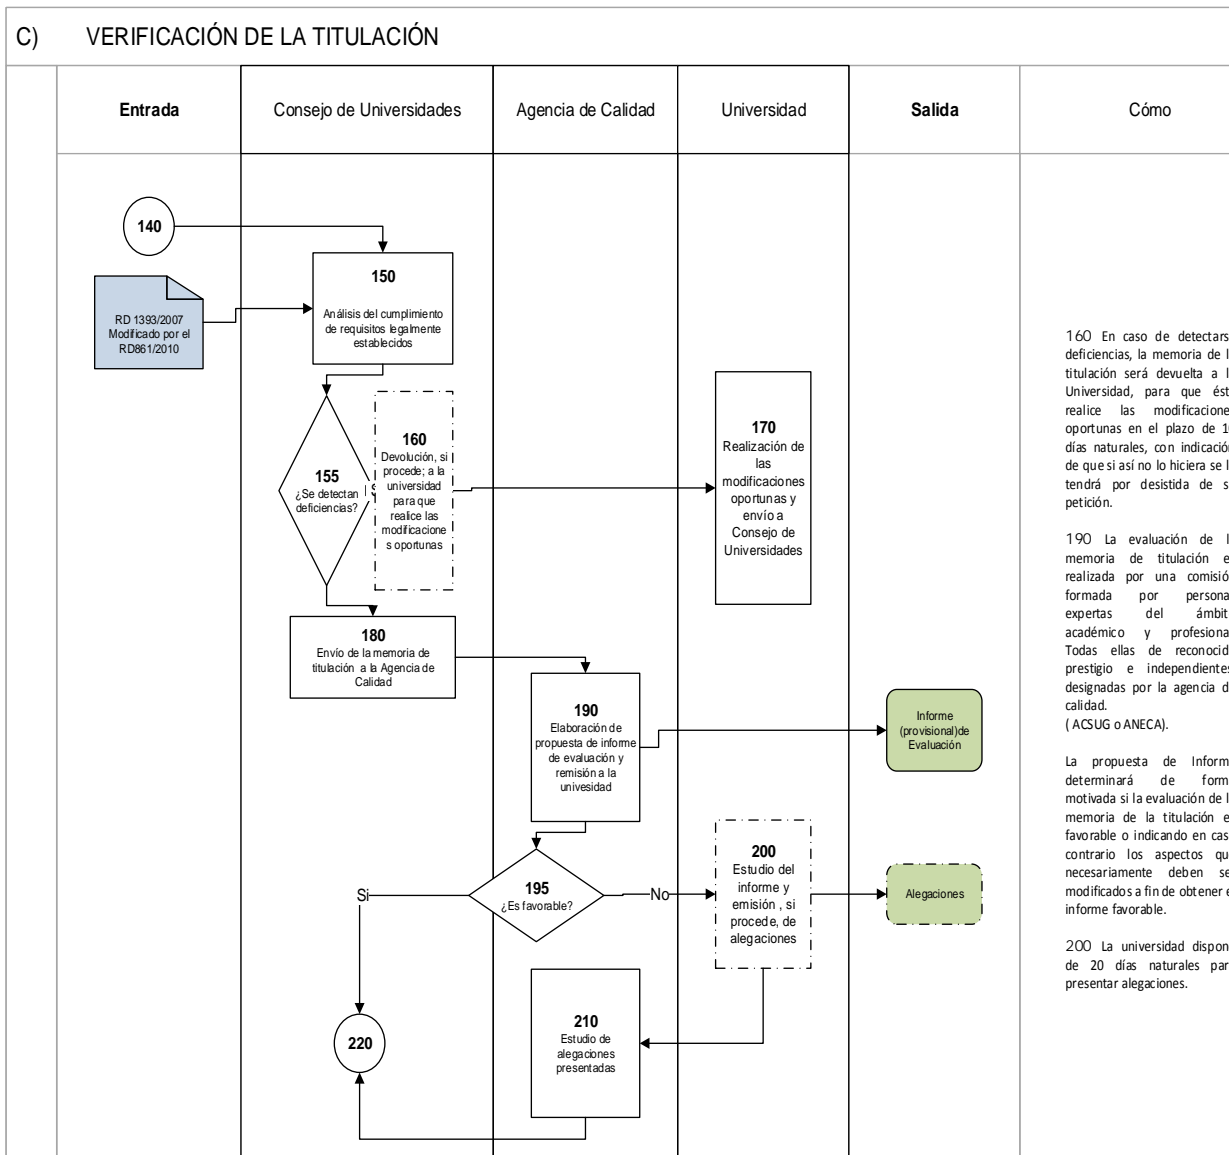 C) VERIFICACIÓN DE LA TITULACIÓN
Entrada
Consejo de Universidades
Agencia de Calidad
Universidad
Salida
Cómo
140
RD 1393/2007
Modificado por el
RD861/2010
150
Análisis del cumplimiento
de requisitos legalmente
establecidos
155
¿Se detectan
deficiencias?
160
Devolución, si
procede; a la
universidad
para que
realice las
modificacione
s oportunas
170
Realización de
las
modificaciones
oportunas y
envío a
Consejo de
Universidades
180
Envío de la memoria de
titulación a la Agencia de
Calidad
190
Elaboración de
propuesta de informe
de evaluación y
remisión a la
univesidad
Informe
(provisional)de
Evaluación
195
¿Es favorable?
Si
No
200
Estudio del
informe y
emisión , si
procede, de
alegaciones
Alegaciones
210
Estudio de
alegaciones
presentadas
220
160 En caso de detectars
deficiencias, la memoria de l
titulación será devuelta a l
Universidad, para que ést
realice las modificacione
oportunas en el plazo de 1
días naturales, con indicación
de que si así no lo hiciera se l
tendrá por desistida de s
petición.
190 La evaluación de l
memoria de titulación e
realizada por una comisió
formada por persona
expertas del ámbit
académico y profesiona
Todas ellas de reconocid
prestigio e independientes
designadas por la agencia d
calidad.
( ACSUG o ANECA).
La propuesta de Inform
determinará de form
motivada si la evaluación de l
memoria de la titulación e
favorable o indicando en cas
contrario los aspectos qu
necesariamente deben se
modificados a fin de obtener e
informe favorable.
200 La universidad dispon
de 20 días naturales par
presentar alegaciones.